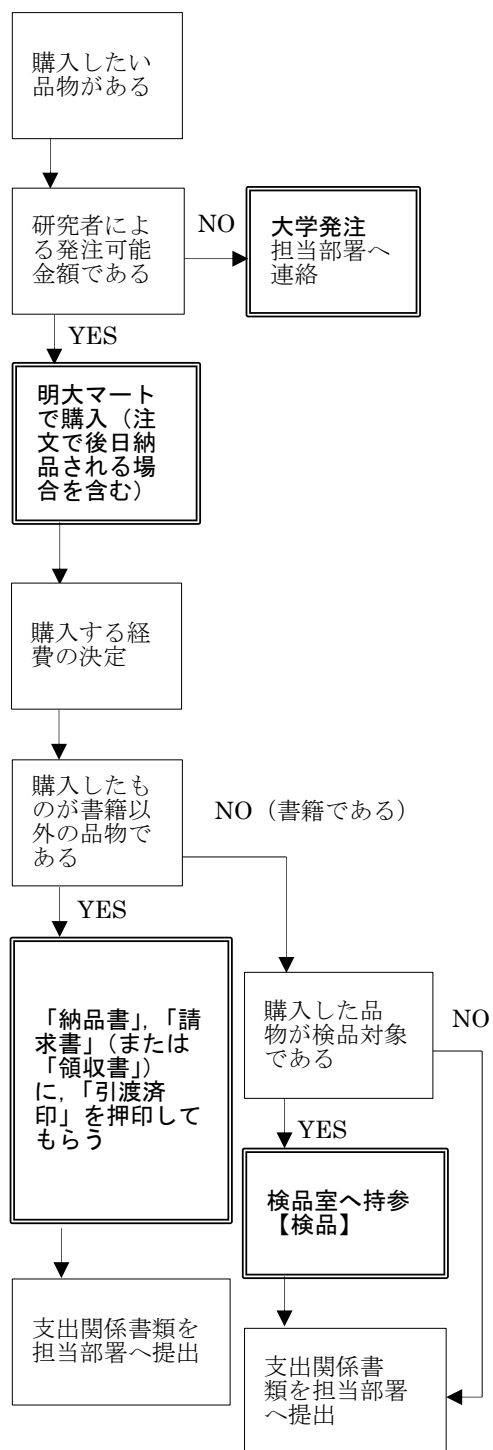 購入したい
品物がある
研究者によ
る発注可能
金額である
NO
大学発注
担当部署へ
連絡
YES
明大マート
で購入（注
文で後日納
品される場
合を含む）
購入する経
費の決定
購入したも
のが書籍以
外の品物で
ある
NO（書籍である）
YES
「納品書」，「請
求書」（または
「領収書」）
に，「引渡済
印」を押印して
もらう
購入した品
物が検品対象
である
NO
YES
検品室へ持参
【検品】
支出関係書類を
担当部署へ提出
支出関係書
類を担当部署
へ提出